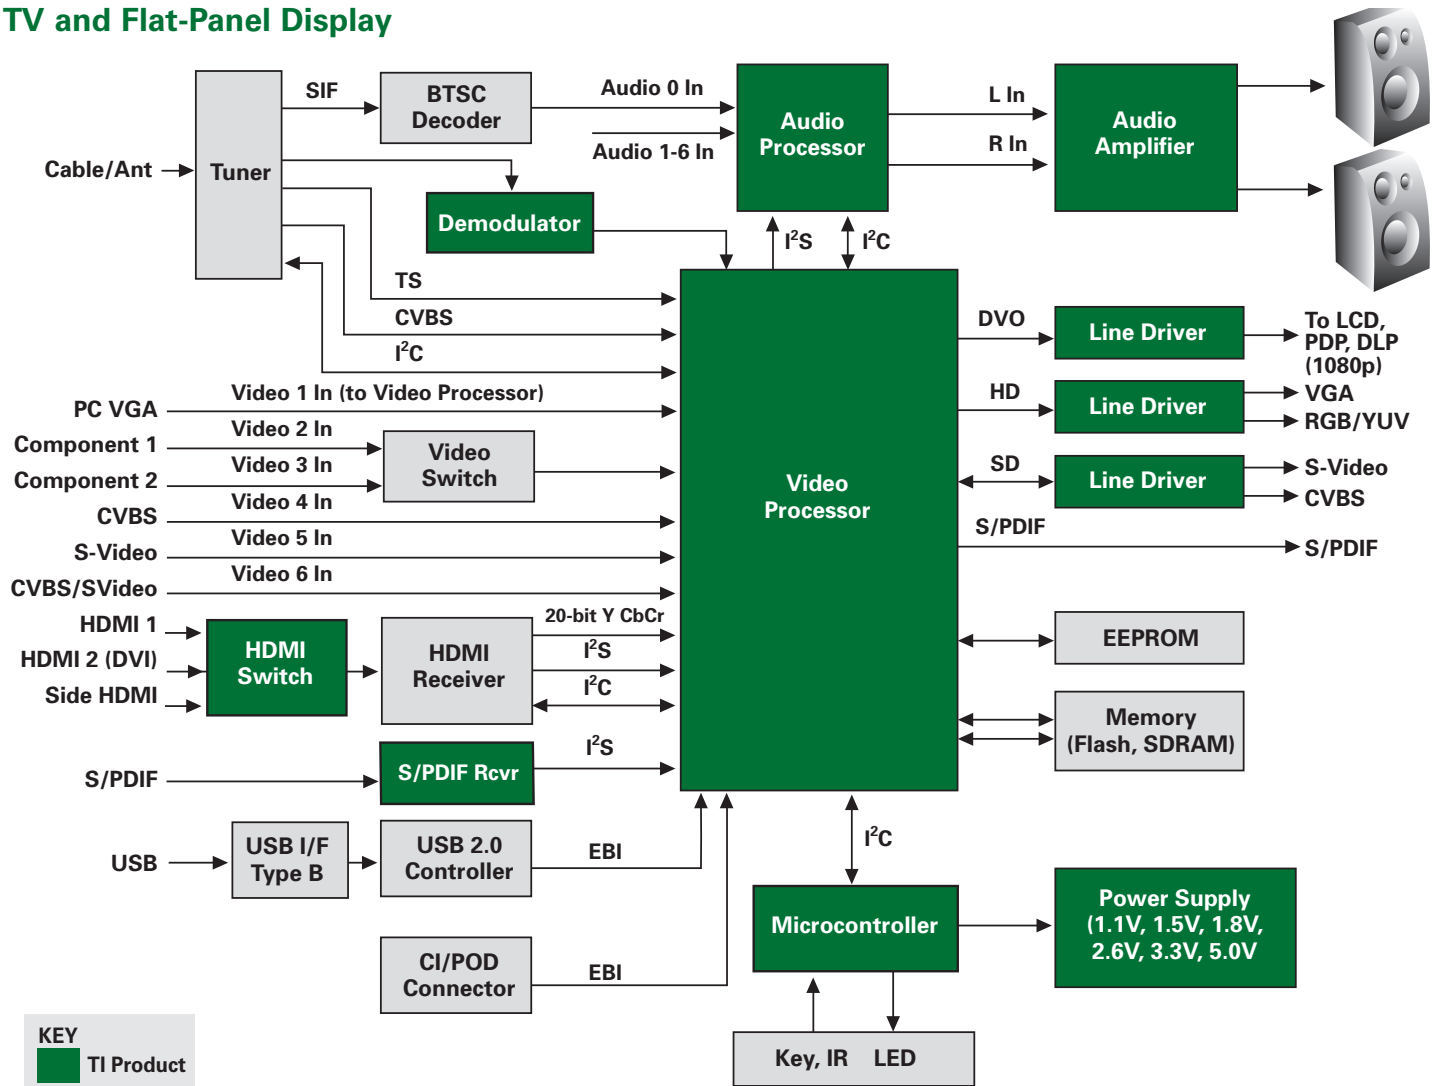 TV and Flat-Panel Display
SIF
BTSC
Decoder
Audio 0 In
Audio 1-6 In
Audio
Processor
L In
R In
Audio
Amplifier
Cable/Ant
Tuner
Demodulator
I²S
I²C
TS
CVBS
I²C
DVO
Line Driver
To LCD,
PDP, DLP
(1080p)
PC VGA
Video 1 In (to Video Processor)
HD
Line Driver
VGA
RGB/YUV
Component 1
Video 2 In
Component 2
Video 3 In
Video
Switch
Video
Processor
SD
Line Driver
S-Video
CVBS
CVBS
Video 4 In
S-Video
Video 5 In
S/PDIF
S/PDIF
CVBS/SVideo
Video 6 In
HDMI 1
HDMI 2 (DVI)
Side HDMI
HDMI
Switch
HDMI
Receiver
20-bit Y CbCr
I²S
I²C
EEPROM
Memory
(Flash, SDRAM)
S/PDIF
S/PDIF Rcvr
I²S
USB
USB I/F
Type B
USB 2.0
Controller
EBI
I²C
Microcontroller
Power Supply
(1.1V, 1.5V, 1.8V,
2.6V, 3.3V, 5.0V
CI/POD
Connector
EBI
Key, IR LED
KEY
TI Product